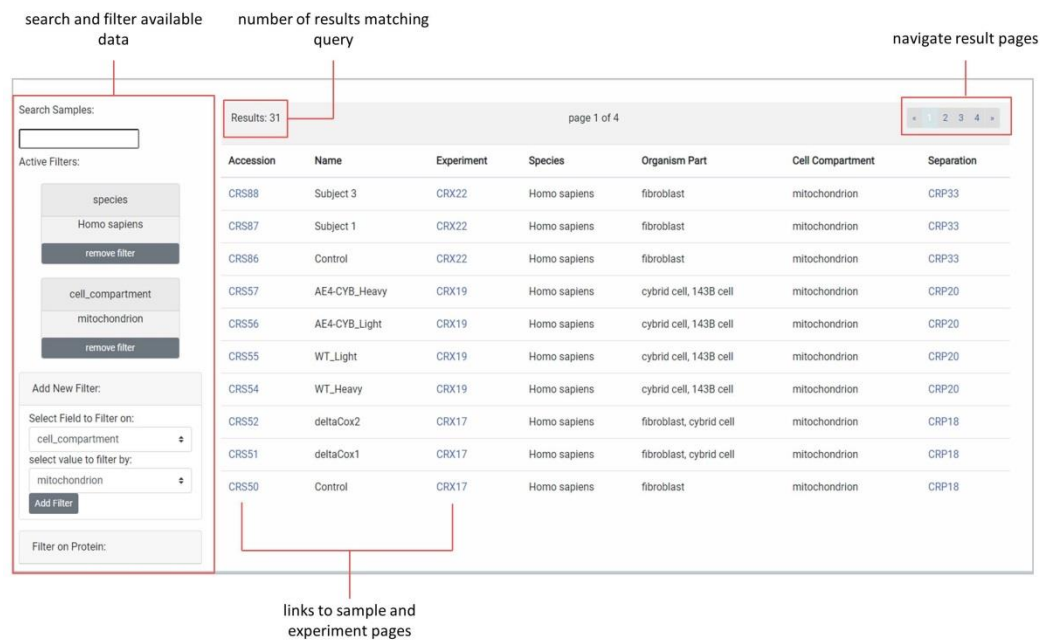 search and filter available
data
number of results matching
query
navigate result pages
Search Samples:
Active Filters:
species
Homo sapiens
remove filter
cell_compartment
mitochondrion
remove filter
Add New Filter:
Select Field to Filter on:
cell_compartment
select value to filter by:
mitochondrion
Add Filter
Filter on Protein:
Results: 31 page 1 of 4 « 1 2 3 4 »
Accession Name Experiment Species Organism Part Cell Compartment Separation
CRS88 Subject 3 CRX22 Homo sapiens fibroblast mitochondrion CRP33
CRS87 Subject 1 CRX22 Homo sapiens fibroblast mitochondrion CRP33
CRS86 Control CRX22 Homo sapiens fibroblast mitochondrion CRP33
CRS57 AE4-CYB_Heavy CRX19 Homo sapiens cybrid cell, 143B cell mitochondrion CRP20
CRS56 AE4-CYB_Light CRX19 Homo sapiens cybrid cell, 143B cell mitochondrion CRP20
CRS55 WT_Light CRX19 Homo sapiens cybrid cell, 143B cell mitochondrion CRP20
CRS54 WT_Heavy CRX19 Homo sapiens cybrid cell, 143B cell mitochondrion CRP20
CRS52 deltaCox2 CRX17 Homo sapiens fibroblast, cybrid cell mitochondrion CRP18
CRS51 deltaCox1 CRX17 Homo sapiens fibroblast, cybrid cell mitochondrion CRP18
CRS50 Control CRX17 Homo sapiens fibroblast mitochondrion CRP18
links to sample and
experiment pages